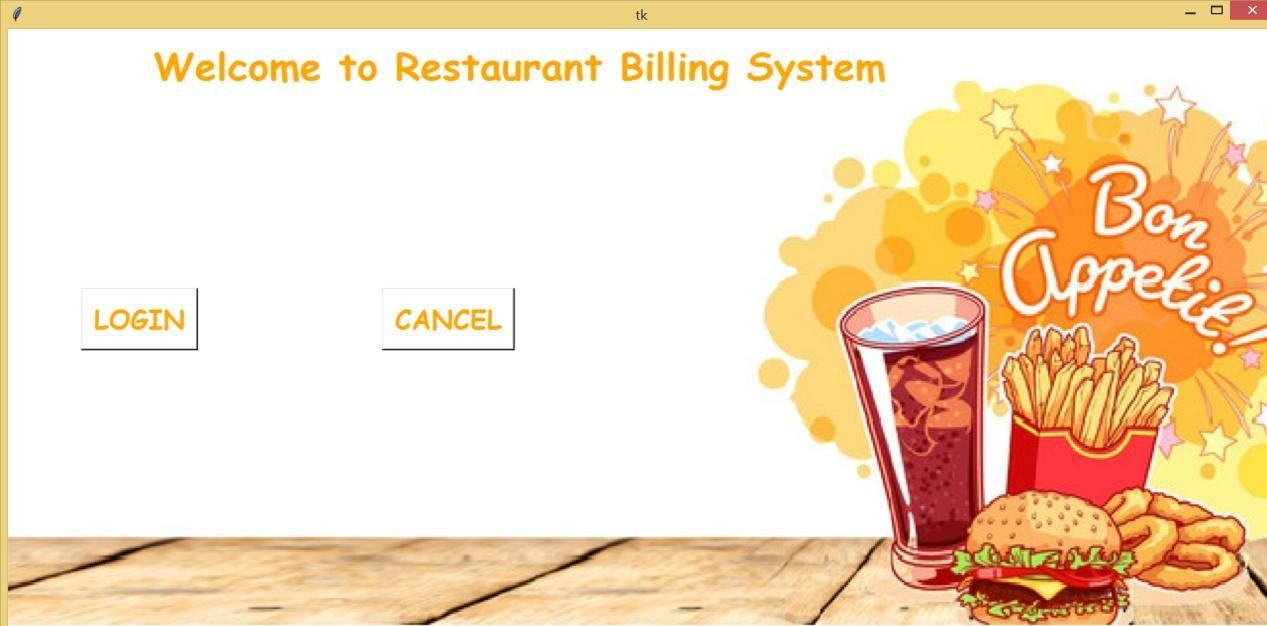 tk
Welcome to Restaurant Billing System
Bon
Appetit!
LOGIN
CANCEL